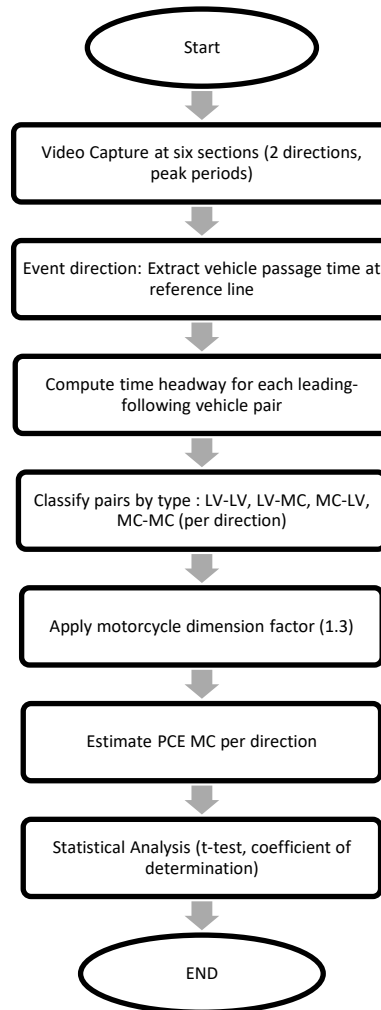 Start
Video Capture at six sections (2 directions,
peak periods)
Event direction: Extract vehicle passage time at
reference line
Compute time headway for each leading-
following vehicle pair
Classify pairs by type : LV-LV, LV-MC, MC-LV,
MC-MC (per direction)
Apply motorcycle dimension factor (1.3)
Estimate PCE MC per direction
Statistical Analysis (t-test, coefficient of
determination)
END